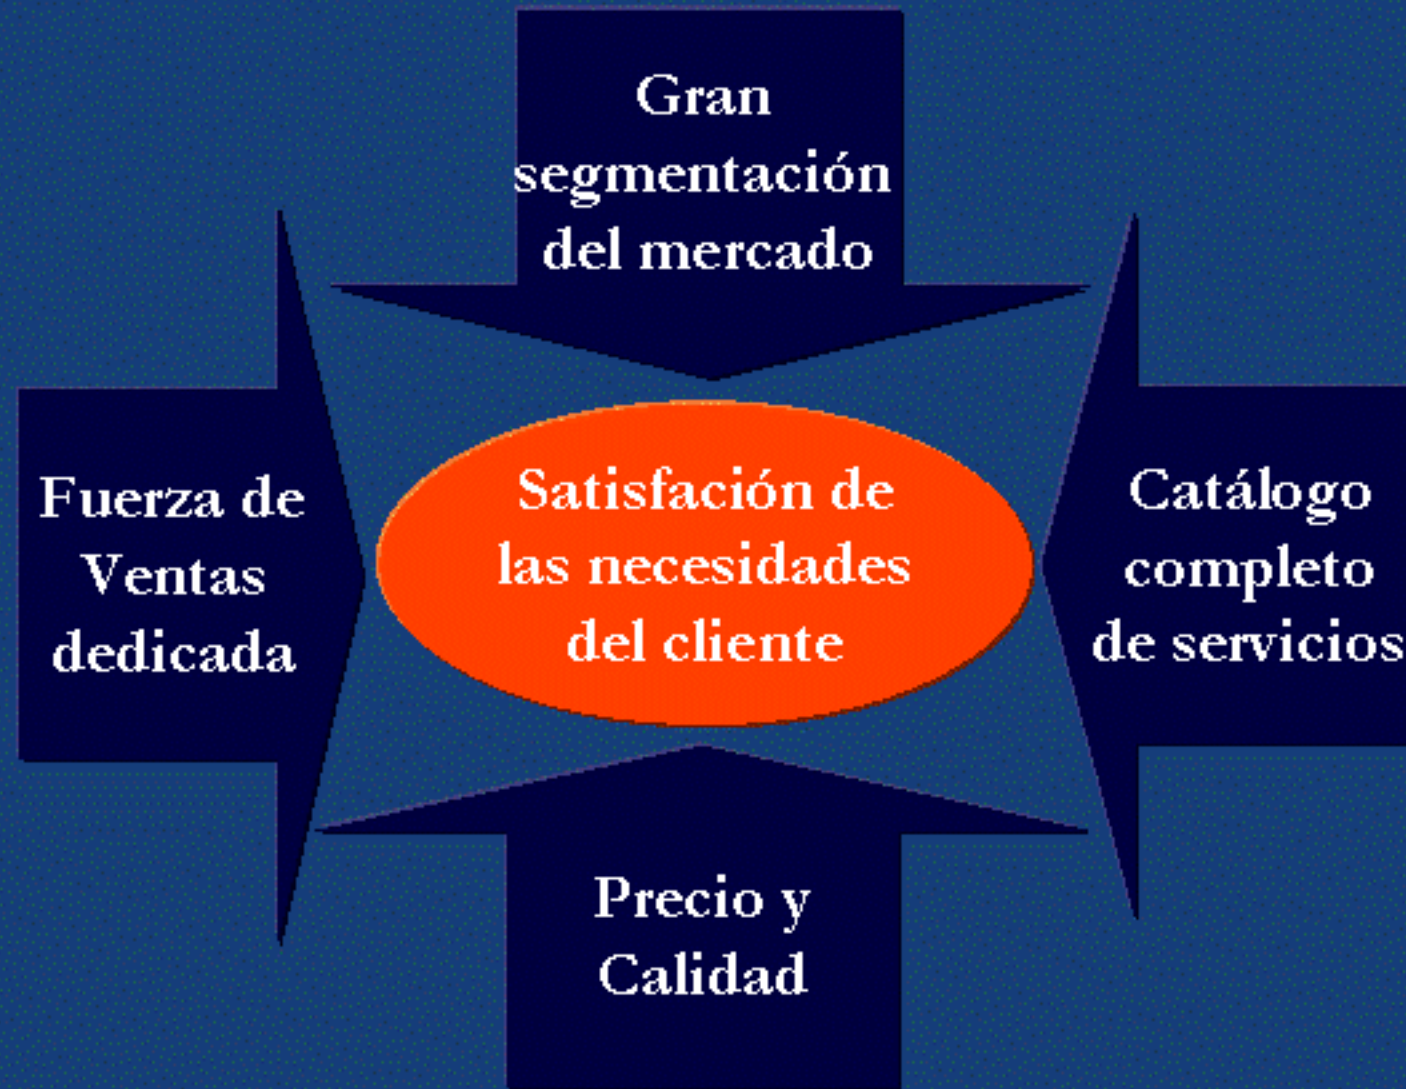 Gran
segmentación
del mercado
Fuerza de
Ventas
dedicada
Satisfación de
las necesidades
del cliente
Catálogo
completo
de servicios
Precio y
Calidad